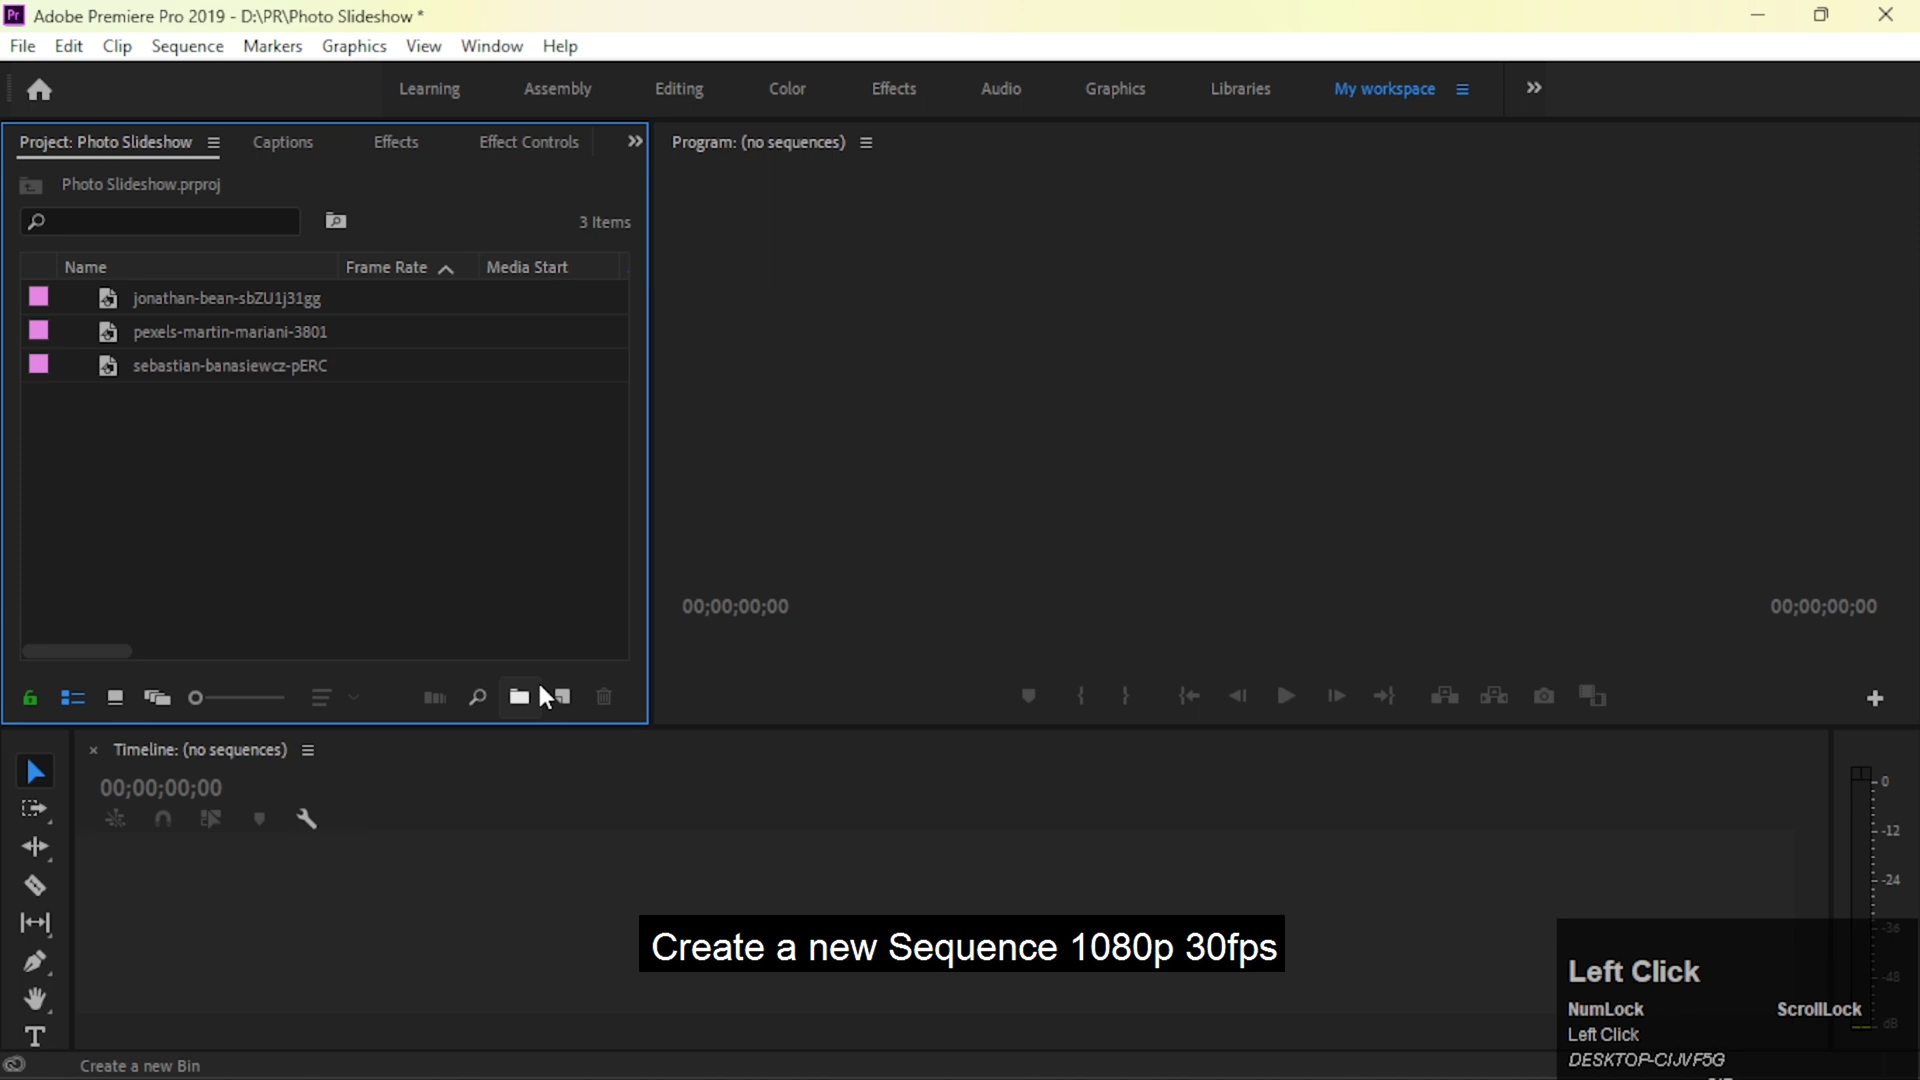 Adobe Premiere Pro 2019 - D:\PR\Photo Slideshow *
File Edit Clip Sequence Markers Graphics View Window Help
Learning Assembly Editing Color Effects Audio Graphics Libraries My workspace
Project: Photo Slideshow Captions Effects Effect Controls
Program: (no sequences)
Photo Slideshow.prproj
3 Items
Name Frame Rate Media Start
jonathan-bean-sbZU1j31gg
pexels-martin-mariani-3801
sebastian-banasiewcz-pERC
00;00;00;00 00;00;00;00
Timeline: (no sequences)
00;00;00;00
0
-12
-24
-36
-48
dB
Create a new Sequence 1080p 30fps
Left Click
NumLock ScrollLock
Left Click
DESKTOP-CIJVF5G
Create a new Bin